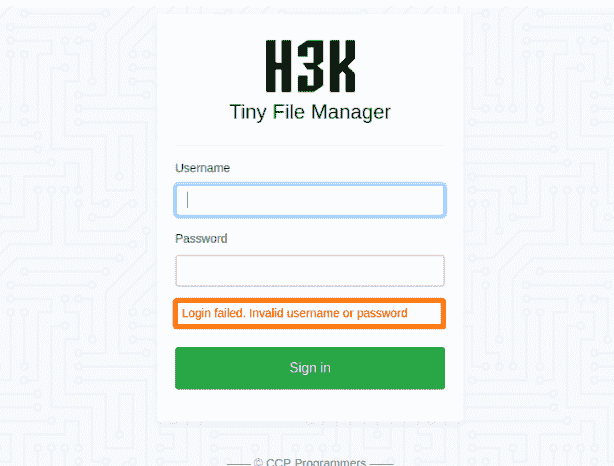 H3K
Tiny File Manager
Username
Password
Login failed. Invalid username or password
Sign in
—— © CCP Programmers ——